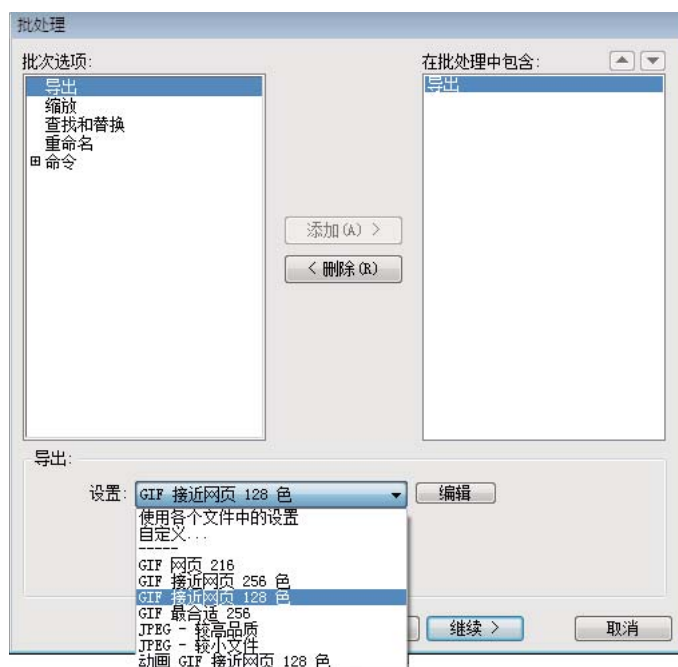 批处理
批次选项:
导出
缩放
查找和替换
重命名
命令
添加(A) >
< 删除(R)
在批处理中包含:
导出
导出:
设置:
GIF 接近网页 128 色
编辑
使用各个文件中的设置
自定义...
-----
GIF 网页 216
GIF 接近网页 256 色
GIF 接近网页 128 色
GIF 最合适 256
JPEG - 较高品质
JPEG - 较小文件
动画 GIF 接近网页 128 色
继续 >
取消